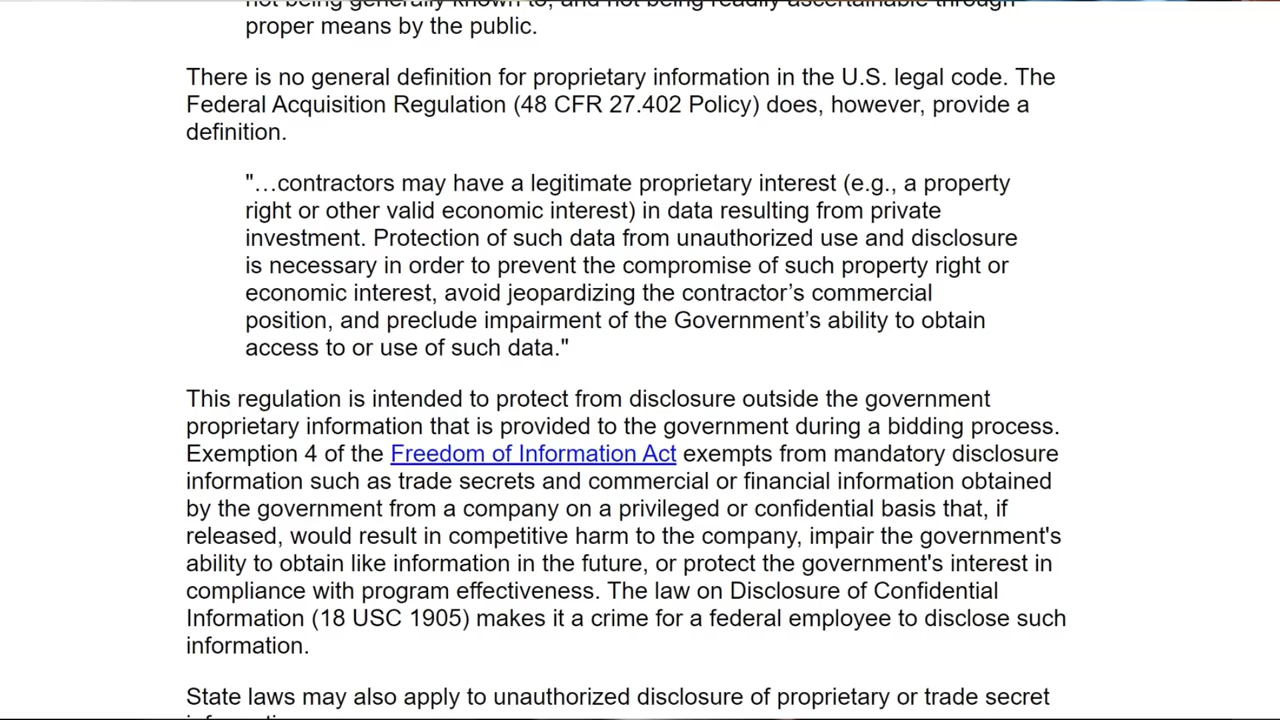 not being generally known to, and not being readily ascertainable through
proper means by the public.
There is no general definition for proprietary information in the U.S. legal code. The
Federal Acquisition Regulation (48 CFR 27.402 Policy) does, however, provide a
definition.
"…contractors may have a legitimate proprietary interest (e.g., a property
right or other valid economic interest) in data resulting from private
investment. Protection of such data from unauthorized use and disclosure
is necessary in order to prevent the compromise of such property right or
economic interest, avoid jeopardizing the contractor’s commercial
position, and preclude impairment of the Government’s ability to obtain
access to or use of such data."
This regulation is intended to protect from disclosure outside the government
proprietary information that is provided to the government during a bidding process.
Exemption 4 of the Freedom of Information Act exempts from mandatory disclosure
information such as trade secrets and commercial or financial information obtained
by the government from a company on a privileged or confidential basis that, if
released, would result in competitive harm to the company, impair the government's
ability to obtain like information in the future, or protect the government's interest in
compliance with program effectiveness. The law on Disclosure of Confidential
Information (18 USC 1905) makes it a crime for a federal employee to disclose such
information.
State laws may also apply to unauthorized disclosure of proprietary or trade secret